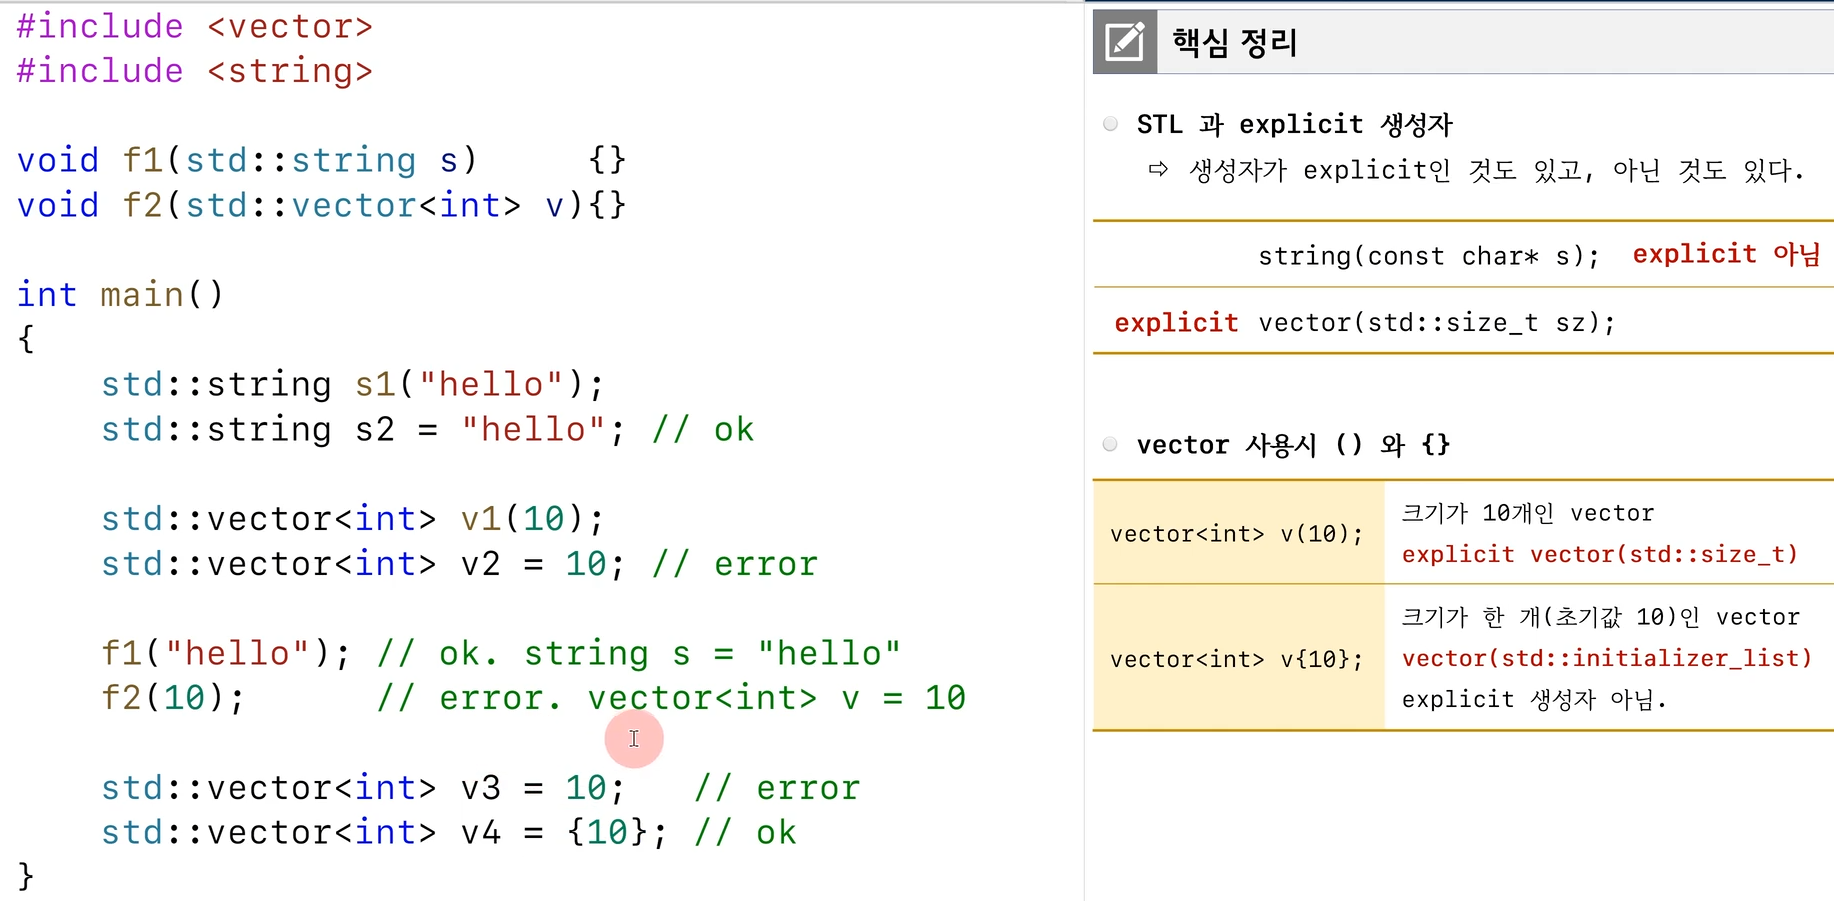 #include <vector>
#include <string>
void f1(std::string s)     {}
void f2(std::vector<int> v){}
int main()
{
    std::string s1("hello");
    std::string s2 = "hello"; // ok
    std::vector<int> v1(10);
    std::vector<int> v2 = 10; // error
    f1("hello"); // ok. string s = "hello"
    f2(10);      // error. vector<int> v = 10
    std::vector<int> v3 = 10;   // error
    std::vector<int> v4 = {10}; // ok
}
핵심 정리
STL 과 explicit 생성자
⇨ 생성자가 explicit인 것도 있고, 아닌 것도 있다.
string(const char* s); explicit 아님
explicit vector(std::size_t sz);
vector 사용시 () 와 {}
vector<int> v(10);
크기가 10개인 vector
explicit vector(std::size_t)
vector<int> v{10};
크기가 한 개(초기값 10)인 vector
vector(std::initializer_list)
explicit 생성자 아님.